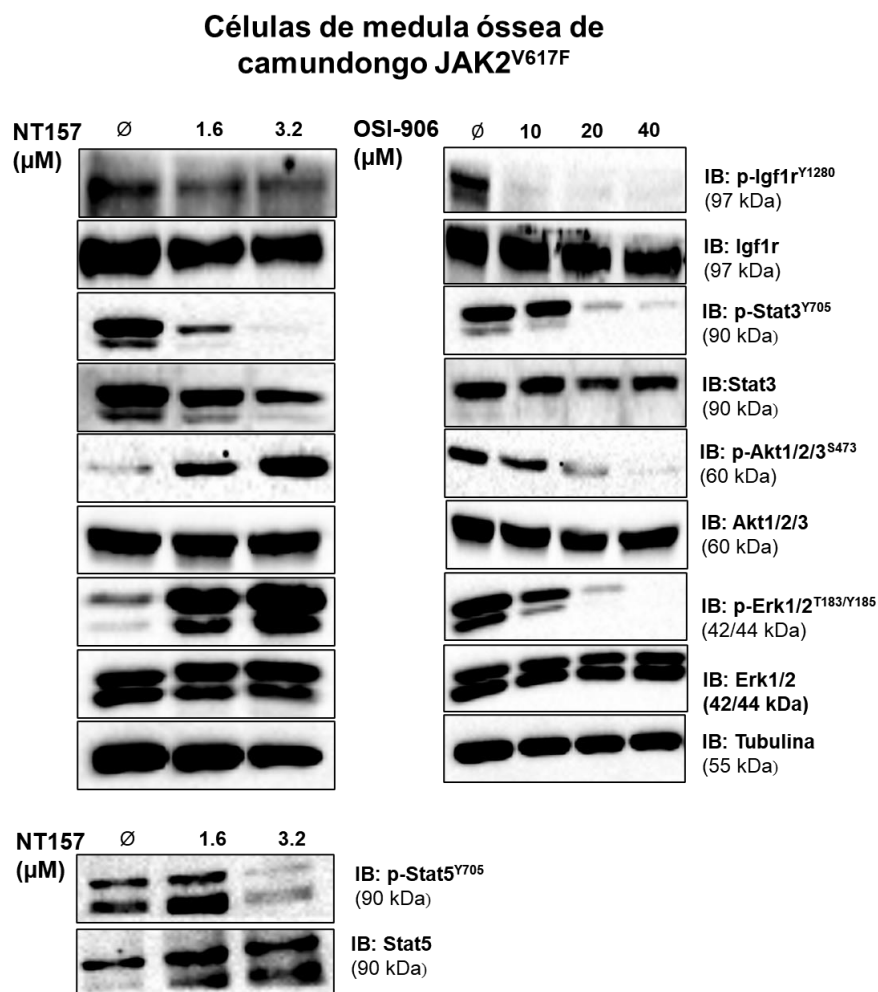 Células de medula óssea de
camundongo JAK2V617F
NT157 Ø 1.6 3.2
(µM)
OSI-906 Ø 10 20 40
(µM)
IB: p-Igf1rY1280
(97 kDa)
IB: Igf1r
(97 kDa)
IB: p-Stat3Y705
(90 kDa)
IB:Stat3
(90 kDa)
IB: p-Akt1/2/3S473
(60 kDa)
IB: Akt1/2/3
(60 kDa)
IB: p-Erk1/2T183/Y185
(42/44 kDa)
IB: Erk1/2
(42/44 kDa)
IB: Tubulina
(55 kDa)
NT157 Ø 1.6 3.2
(µM)
IB: p-Stat5Y705
(90 kDa)
IB: Stat5
(90 kDa)